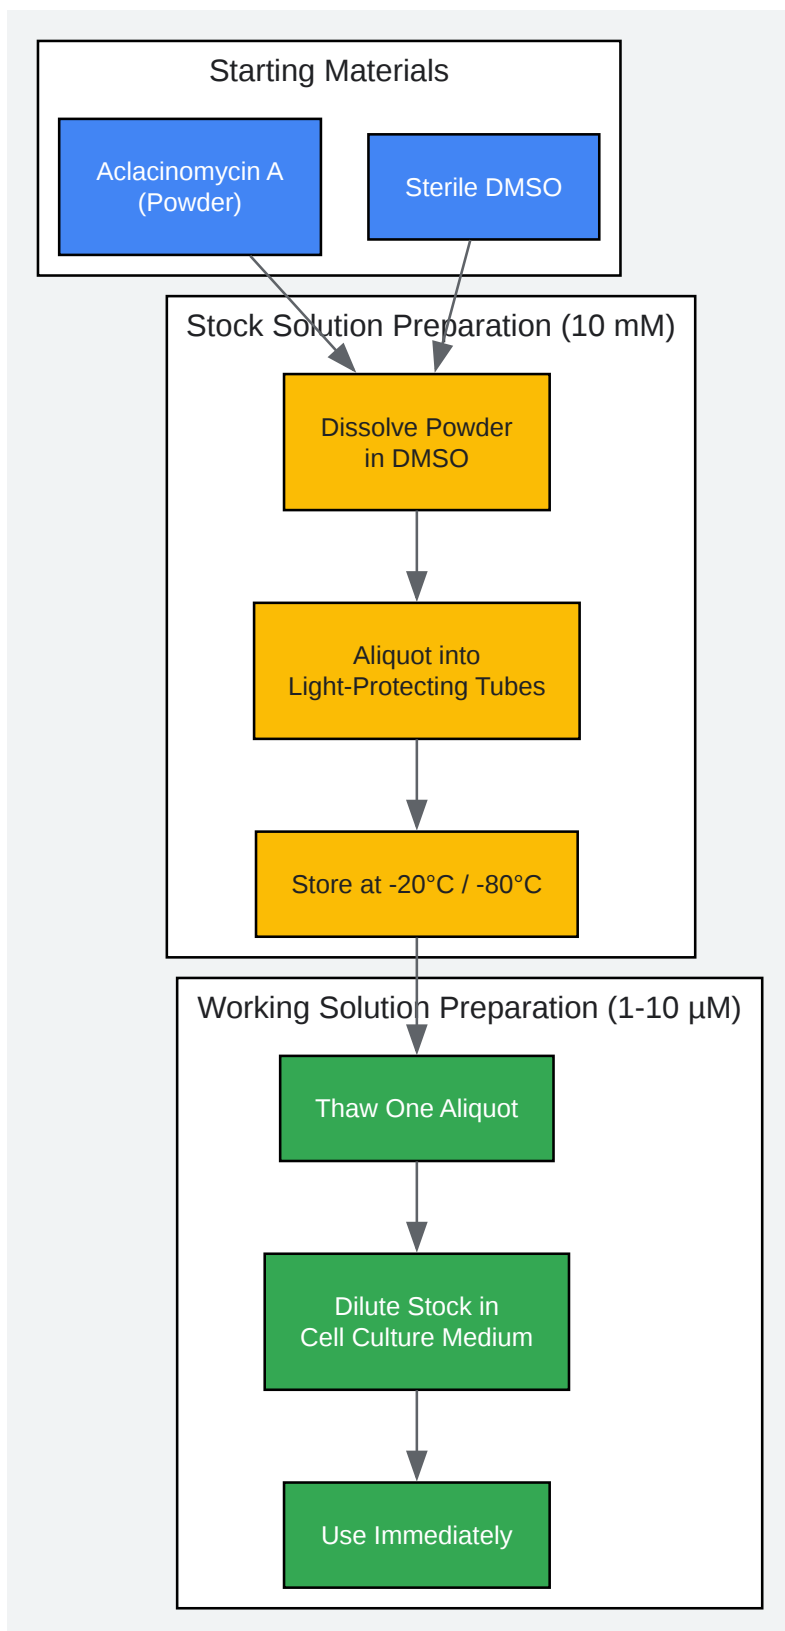 Starting Materials
Aclacinomycin A
(Powder)
Sterile DMSO
Stock Solution Preparation (10 mM)
Dissolve Powder
in DMSO
Aliquot into
Light-Protecting Tubes
Store at -20°C / -80°C
Working Solution Preparation (1-10 µM)
Thaw One Aliquot
Dilute Stock in
Cell Culture Medium
Use Immediately